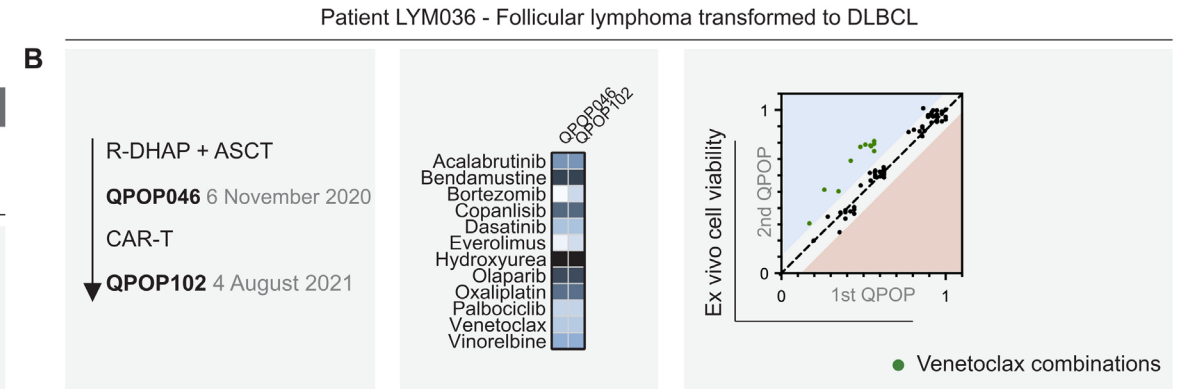 Patient LYM036 - Follicular lymphoma transformed to DLBCL
B
R-DHAP + ASCT
QPOP046 6 November 2020
CAR-T
QPOP102 4 August 2021
QPOP046
QPOP102
Acalabrutinib
Bendamustine
Bortezomib
Copanlisib
Dasatinib
Everolimus
Hydroxyurea
Olaparib
Oxaliplatin
Palbociclib
Venetoclax
Vinorelbine
Ex vivo cell viability
2nd QPOP
1
0
0
1st QPOP
1
Venetoclax combinations